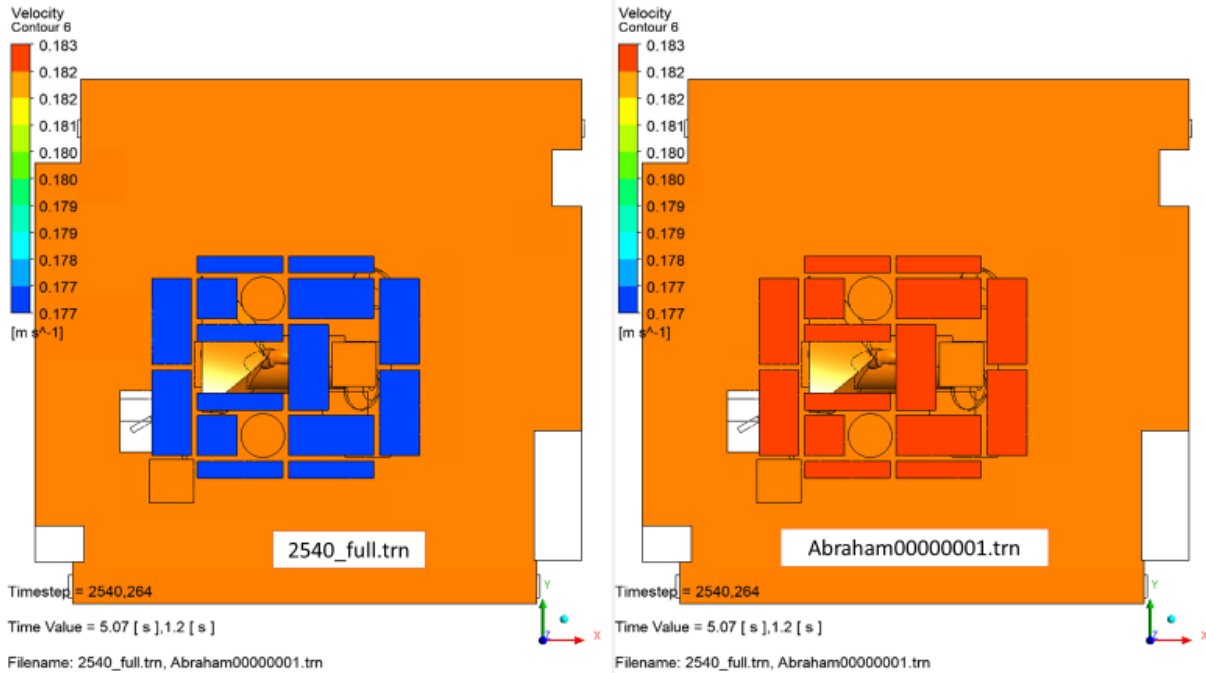 Velocity
Contour 6
0.183
0.182
0.182
0.181
0.180
0.180
0.179
0.179
0.178
0.177
0.177
[m s^-1]
2540_full.trn
Timestep = 2540,264
Time Value = 5.07 [ s ],1.2 [ s ]
Filename: 2540_full.trn, Abraham00000001.trn
Y
X
Z
Velocity
Contour 6
0.183
0.182
0.182
0.181
0.180
0.180
0.179
0.179
0.178
0.177
0.177
[m s^-1]
Abraham00000001.trn
Timestep = 2540,264
Time Value = 5.07 [ s ],1.2 [ s ]
Filename: 2540_full.trn, Abraham00000001.trn
Y
X
Z